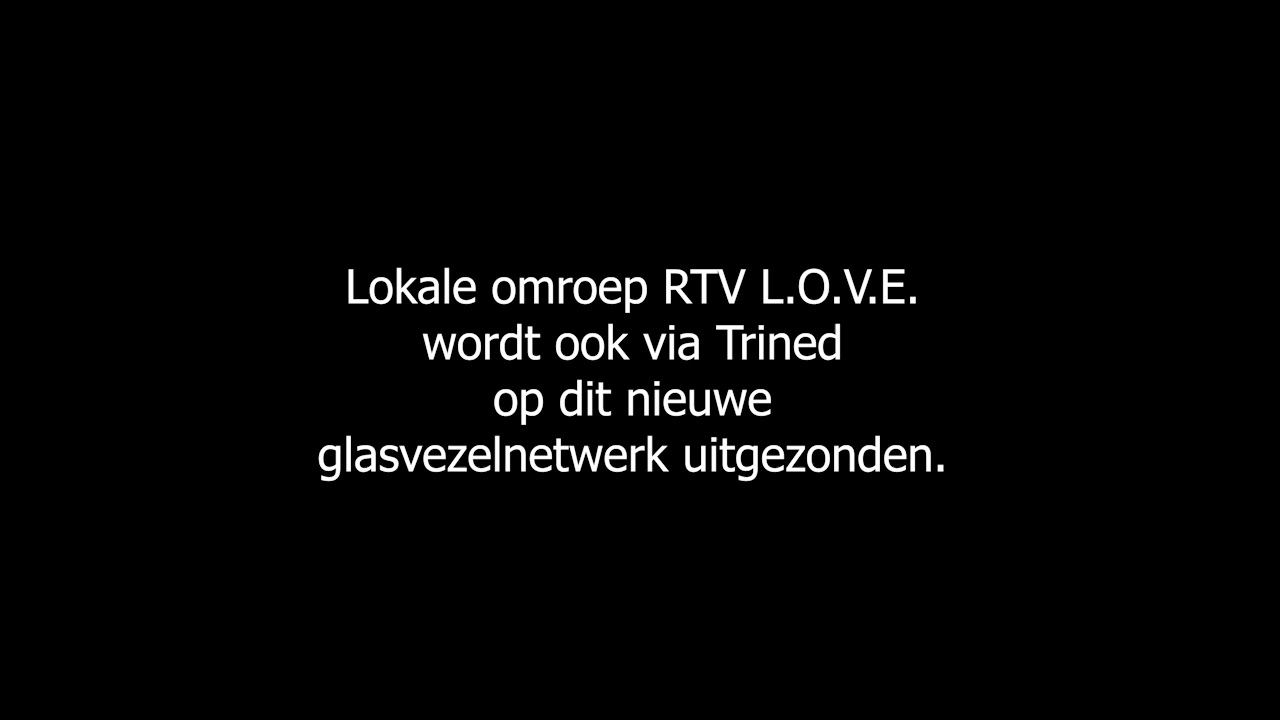 Lokale omroep RTV L.O.V.E.
wordt ook via Trined
op dit nieuwe
glasvezelnetwerk uitgezonden.